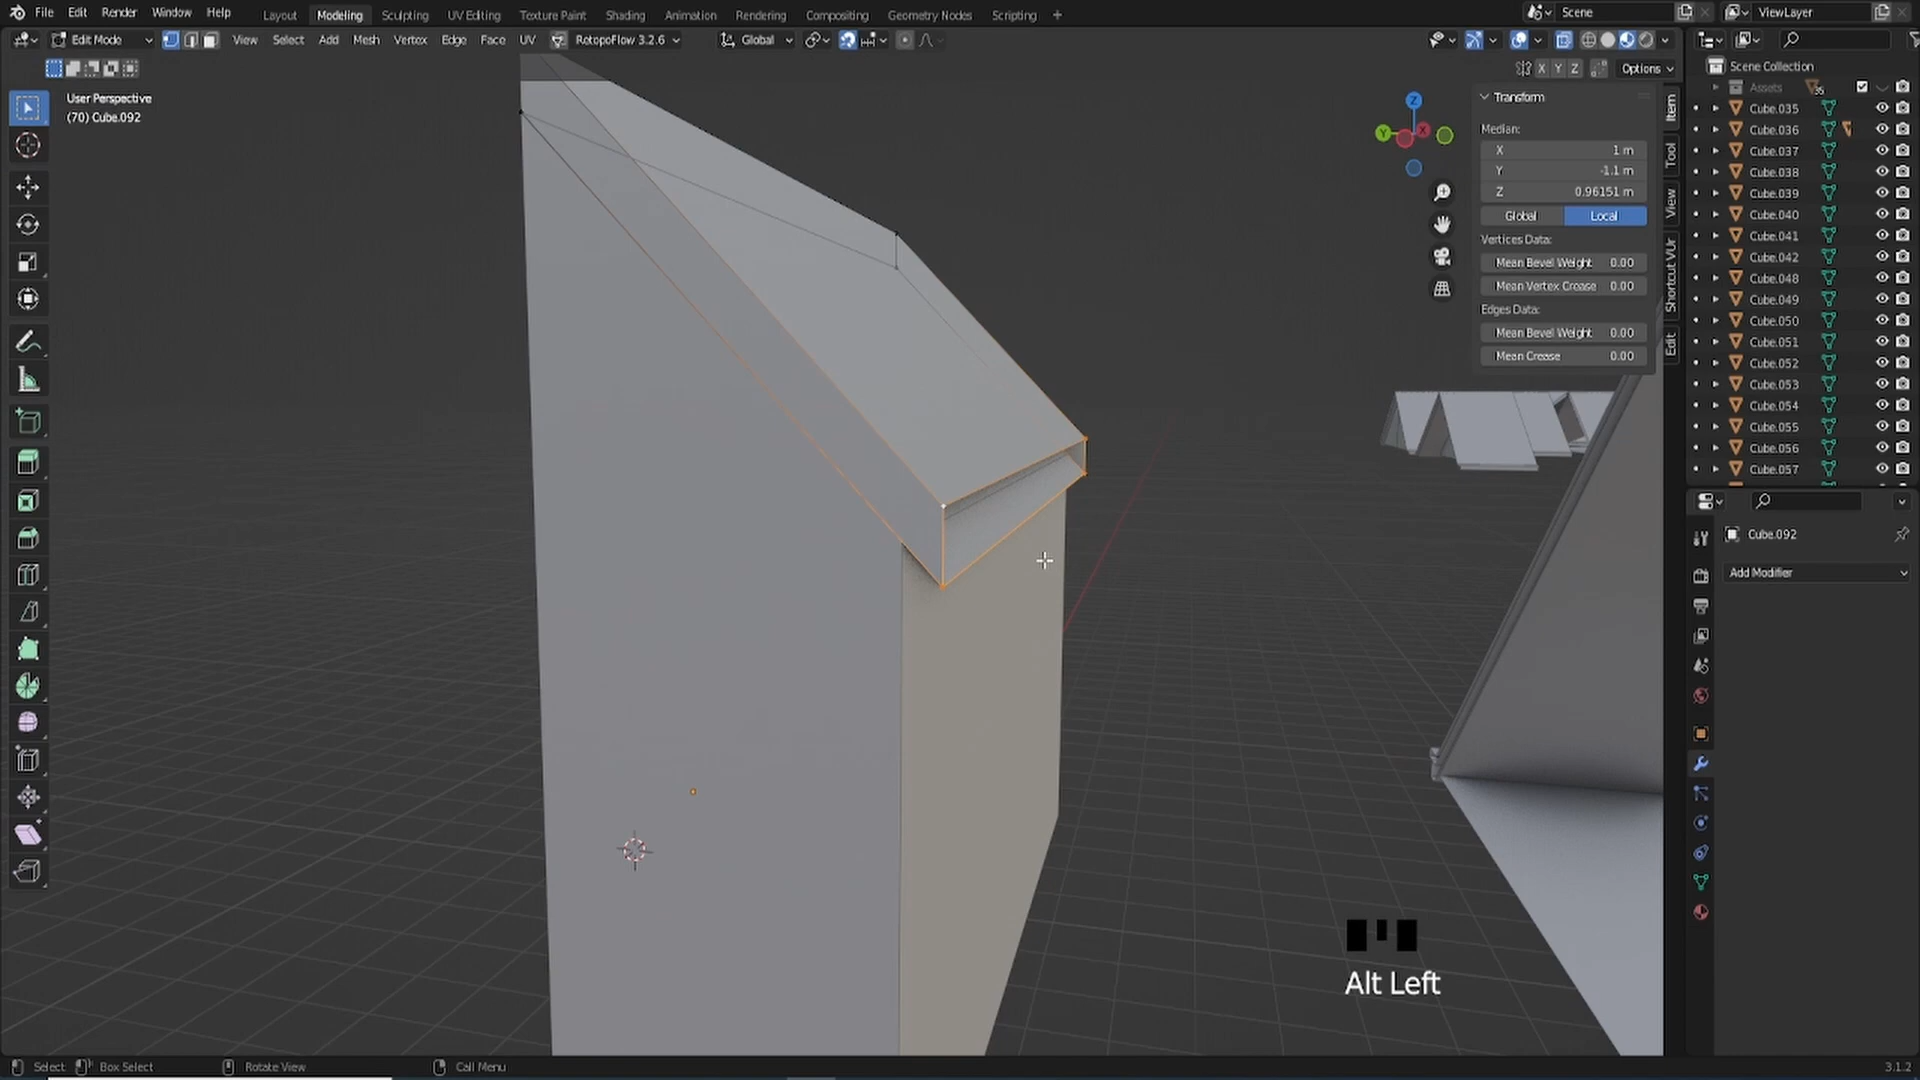 File Edit Render Window Help Layout Modeling Sculpting UV Editing Texture Paint Shading Animation Rendering Compositing Geometry Nodes Scripting + Scene ViewLayer
Edit Mode View Select Add Mesh Vertex Edge Face UV RetopoFlow 3.2.6 Global
X Y Z Options
User Perspective
(70) Cube.092
Transform
Median:
X 1 m
Y -1.1 m
Z 0.96151 m
Global Local
Vertices Data:
Mean Bevel Weight 0.00
Mean Vertex Crease 0.00
Edges Data:
Mean Bevel Weight 0.00
Mean Crease 0.00
Item
Tool
View
Shortcut VUr
Edit
Z
Y
X
Scene Collection
Assets
Cube.035
Cube.036
Cube.037
Cube.038
Cube.039
Cube.040
Cube.041
Cube.042
Cube.048
Cube.049
Cube.050
Cube.051
Cube.052
Cube.053
Cube.054
Cube.055
Cube.056
Cube.057
Cube.092
Add Modifier
Alt Left
Select Box Select Rotate View Call Menu 3.1.2